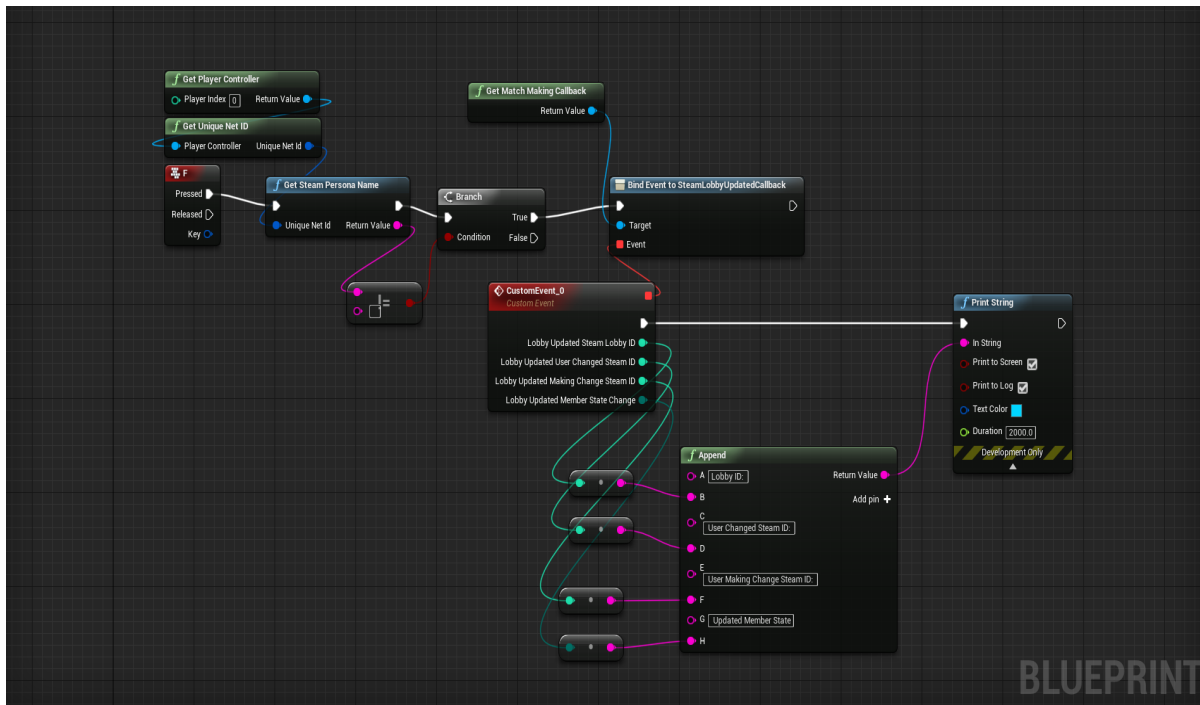 f Get Player Controller
Player Index 0 Return Value
f Get Unique Net ID
Player Controller Unique Net Id
F
Pressed
Released
Key
f Get Steam Persona Name
Unique Net Id Return Value
!=
Branch
True
Condition False
f Get Match Making Callback
Return Value
Bind Event to SteamLobbyUpdatedCallback
Target
Event
CustomEvent_0
Custom Event
Lobby Updated Steam Lobby ID
Lobby Updated User Changed Steam ID
Lobby Updated Making Change Steam ID
Lobby Updated Member State Change
f Append
A Lobby ID: Return Value
B Add pin +
C
User Changed Steam ID:
D
E
User Making Change Steam ID:
F
G Updated Member State
H
f Print String
In String
Print to Screen
Print to Log
Text Color
Duration 2000.0
Development Only
BLUEPRINT